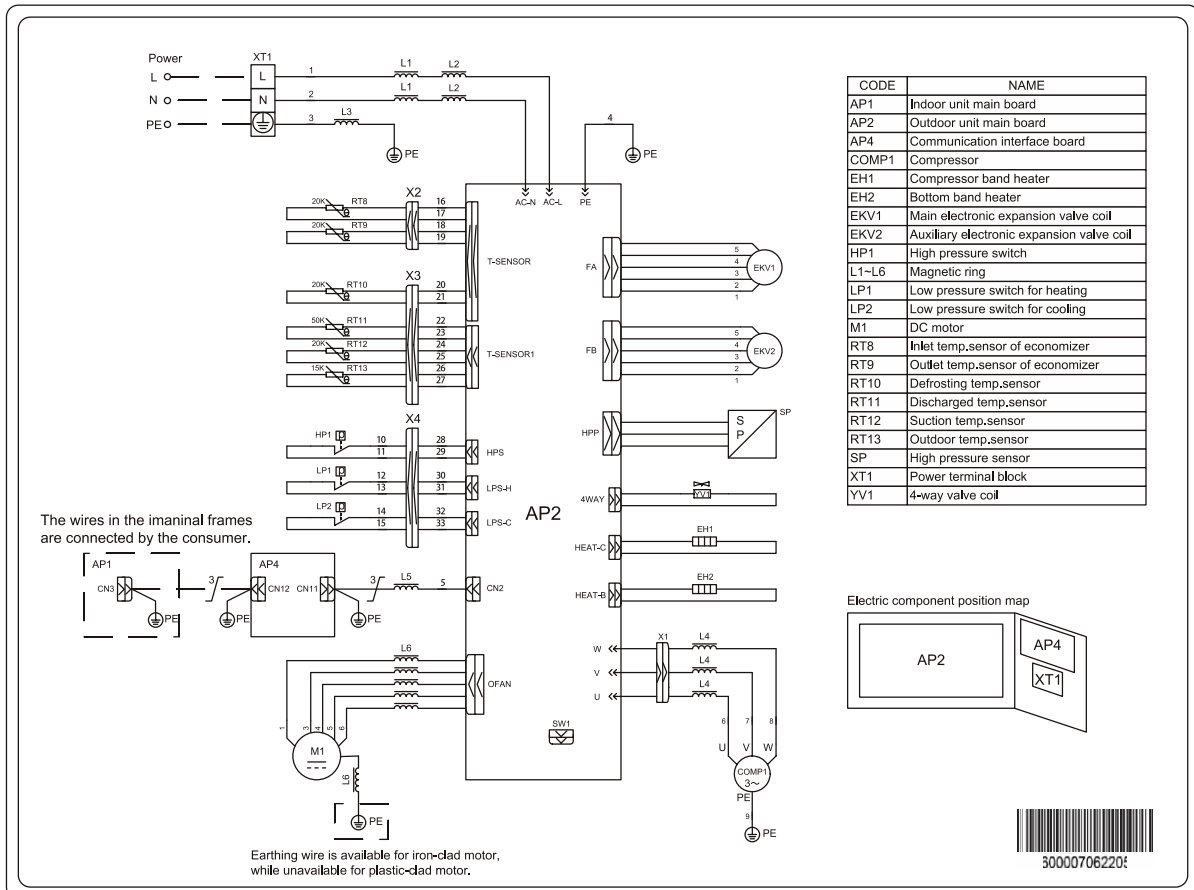 Power
XT1
L
L
1
L1
L2
N
N
2
L1
L2
PE
3
L3
PE
4
PE
AC-N
AC-L
PE
X2
20K
RT8
16
17
20K
RT9
18
19
T-SENSOR
X3
20K
RT10
20
21
50K
RT11
22
23
20K
RT12
24
25
15K
RT13
26
27
T-SENSOR1
X4
HP1
P
10
11
28
29
HPS
LP1
P
12
13
30
31
LPS-H
LP2
P
14
15
32
33
LPS-C
AP2
The wires in the imaninal frames
are connected by the consumer.
AP1
CN3
PE
3
PE
AP4
CN12
CN11
PE
3
L5
5
CN2
L6
OFAN
1
3
4
5
6
M1
L6
PE
Earthing wire is available for iron-clad motor,
while unavailable for plastic-clad motor.
SW1
FA
5
4
3
2
1
EKV1
FB
5
4
3
2
1
EKV2
HPP
S
P
SP
4WAY
YV1
HEAT-C
EH1
HEAT-B
EH2
W
V
U
X1
L4
L4
L4
6
7
8
U
V
W
COMP1
3~
PE
9
PE
CODE NAME
AP1 Indoor unit main board
AP2 Outdoor unit main board
AP4 Communication interface board
COMP1 Compressor
EH1 Compressor band heater
EH2 Bottom band heater
EKV1 Main electronic expansion valve coil
EKV2 Auxiliary electronic expansion valve coil
HP1 High pressure switch
L1~L6 Magnetic ring
LP1 Low pressure switch for heating
LP2 Low pressure switch for cooling
M1 DC motor
RT8 Inlet temp.sensor of economizer
RT9 Outlet temp.sensor of economizer
RT10 Defrosting temp.sensor
RT11 Discharged temp.sensor
RT12 Suction temp.sensor
RT13 Outdoor temp.sensor
SP High pressure sensor
XT1 Power terminal block
YV1 4-way valve coil
Electric component position map
AP2
AP4
XT1